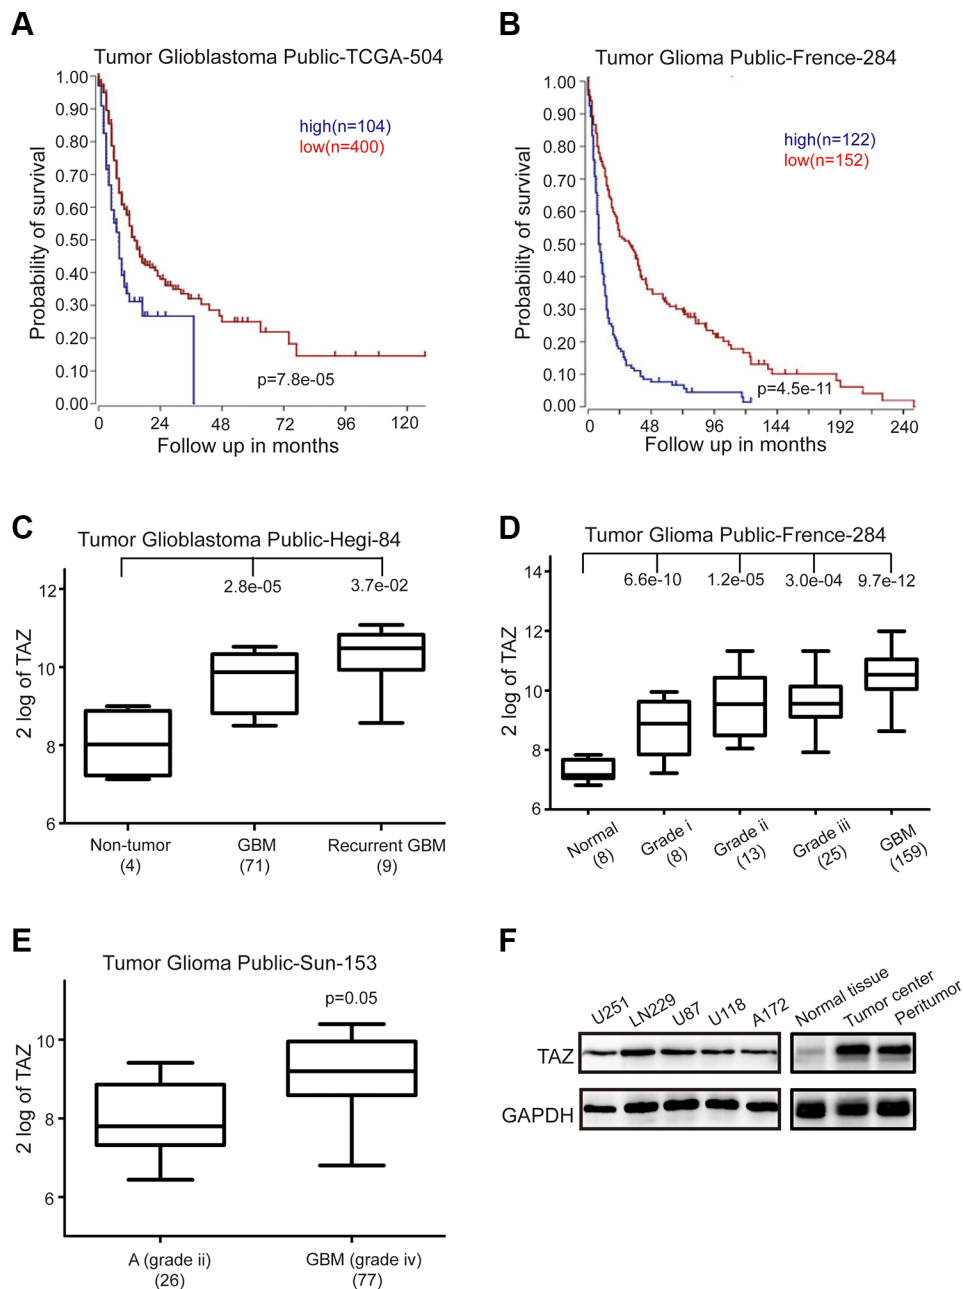 A
Tumor Glioblastoma Public-TCGA-504
1.00
0.90
0.80
0.70
0.60
0.50
0.40
0.30
0.20
0.10
0.00
Probability of survival
high(n=104)
low(n=400)
p=7.8e-05
0 24 48 72 96 120
Follow up in months
B
Tumor Glioma Public-Frence-284
1.00
0.90
0.80
0.70
0.60
0.50
0.40
0.30
0.20
0.10
0.00
Probability of survival
high(n=122)
low(n=152)
p=4.5e-11
0 48 96 144 192 240
Follow up in months
C
Tumor Glioblastoma Public-Hegi-84
2.8e-05 3.7e-02
12
10
8
6
2 log of TAZ
Non-tumor GBM Recurrent GBM
(4) (71) (9)
D
Tumor Glioma Public-Frence-284
6.6e-10 1.2e-05 3.0e-04 9.7e-12
14
12
10
8
6
2 log of TAZ
Normal Grade i Grade ii Grade iii GBM
(8) (8) (13) (25) (159)
E
Tumor Glioma Public-Sun-153
p=0.05
10
8
6
2 log of TAZ
A (grade ii) GBM (grade iv)
(26) (77)
F
U251 LN229 U87 U118 A172 Normal tissue Tumor center Peritumor
TAZ
GAPDH